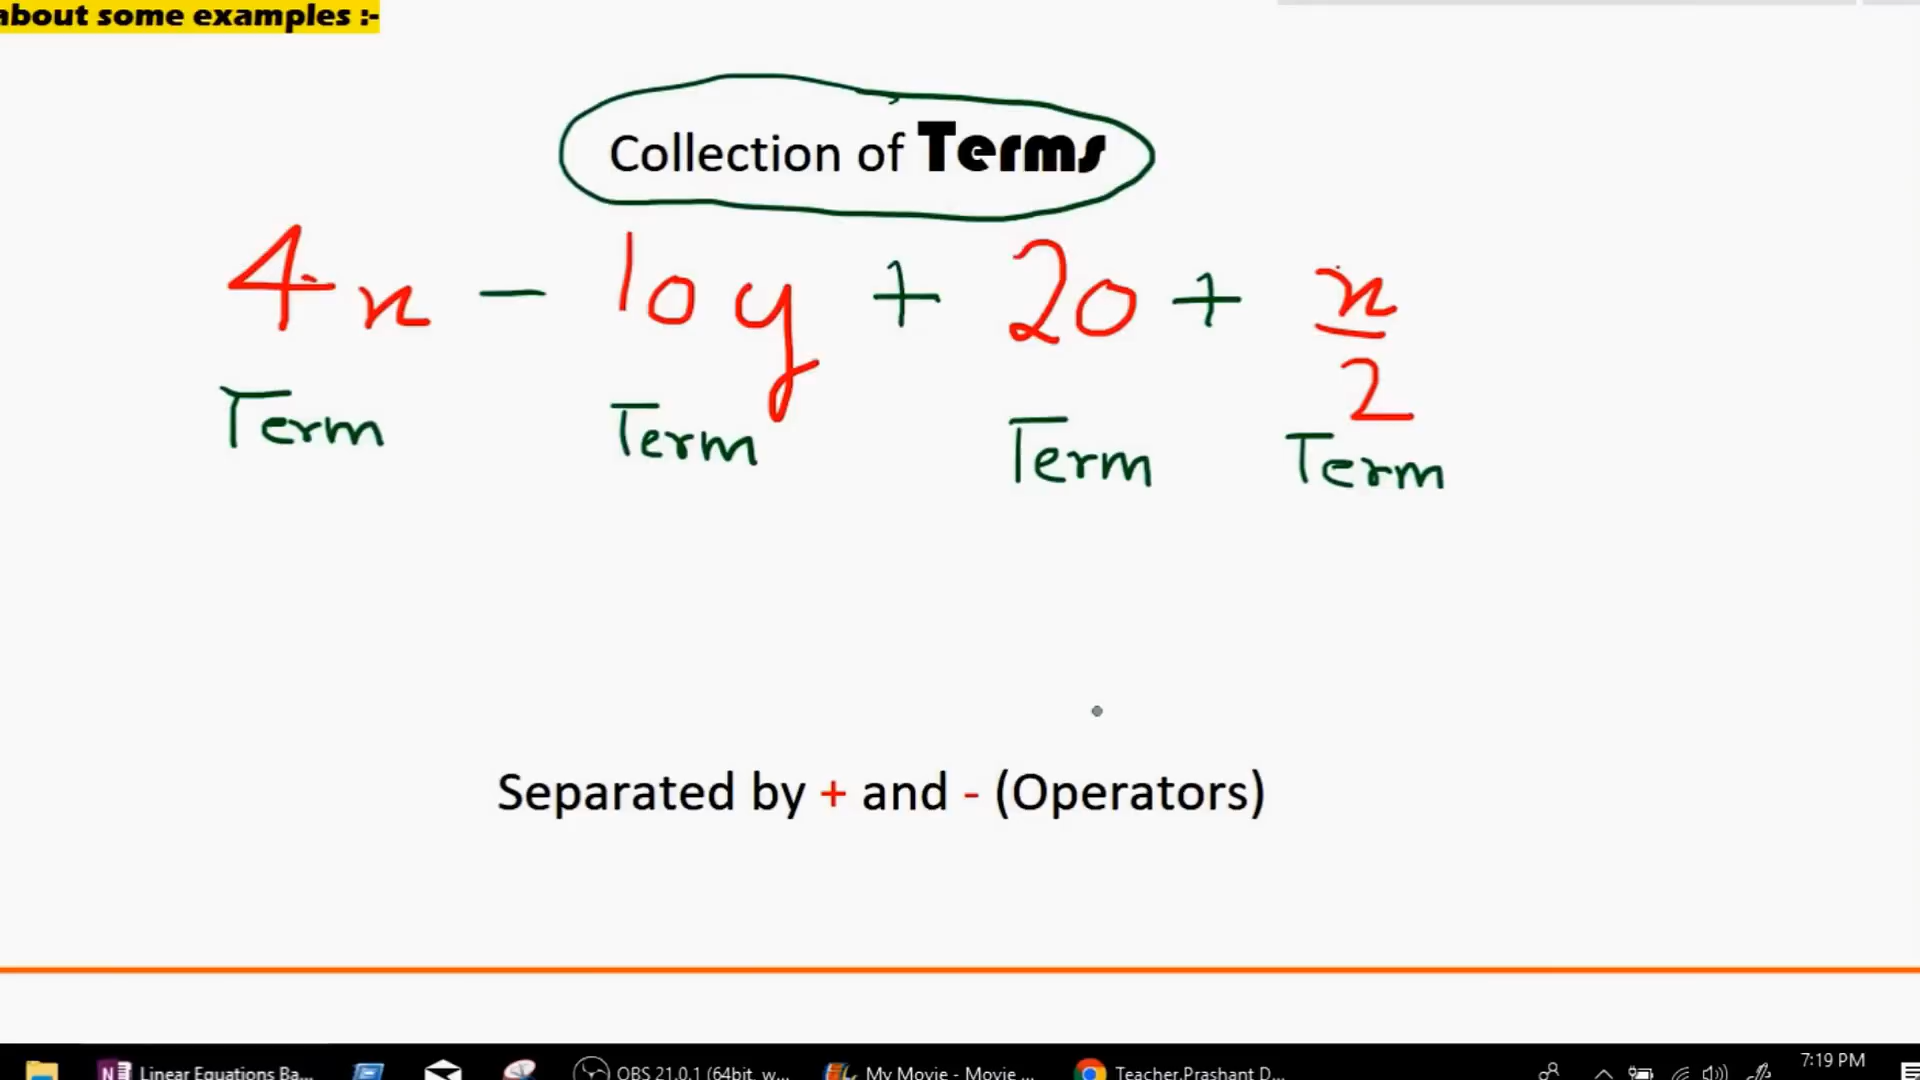 about some examples :-
Collection of Terms
4x - 10y + 20 + x/2
Term Term Term Term
Separated by + and - (Operators)
Linear Equations Ba... OBS 21.0.1 (64bit, w... My Movie - Movie ... Teacher,Prashant D... 7:19 PM